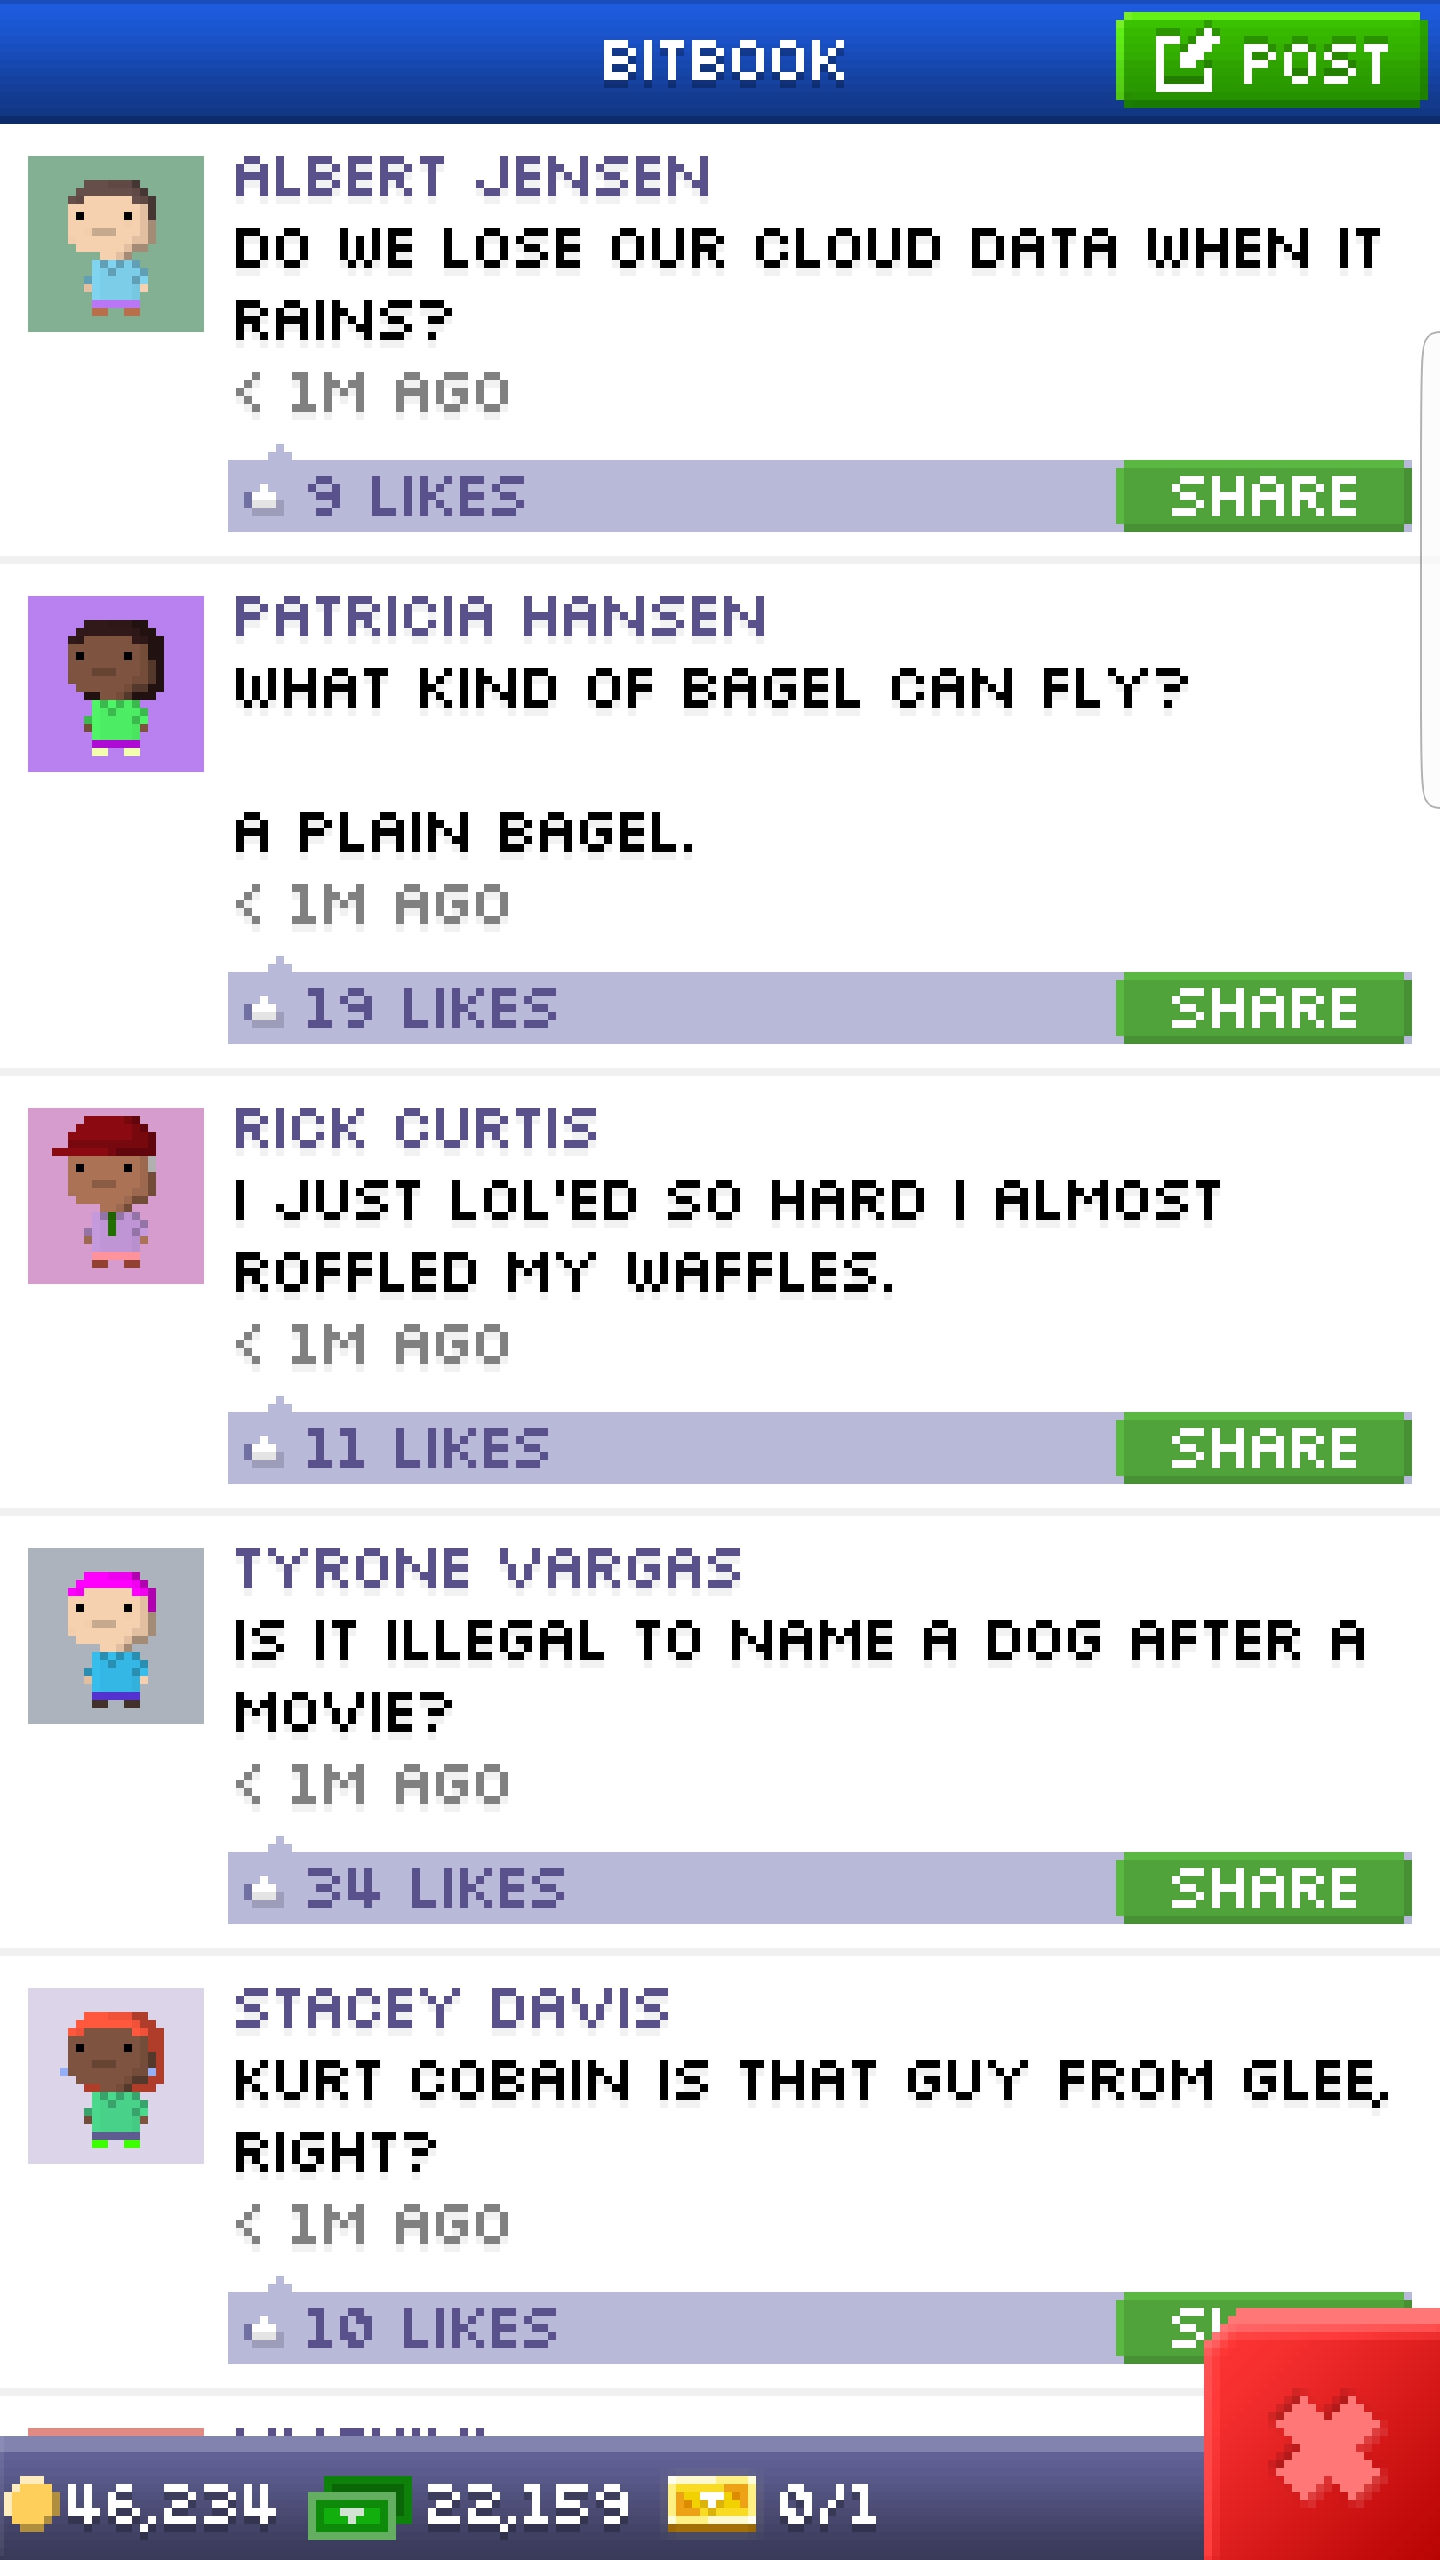 BITBOOK
POST
ALBERT JENSEN
DO WE LOSE OUR CLOUD DATA WHEN IT
RAINS?
< 1M AGO
9 LIKES
SHARE
PATRICIA HANSEN
WHAT KIND OF BAGEL CAN FLY?
A PLAIN BAGEL.
< 1M AGO
19 LIKES
SHARE
RICK CURTIS
I JUST LOL'ED SO HARD I ALMOST
ROFFLED MY WAFFLES.
< 1M AGO
11 LIKES
SHARE
TYRONE VARGAS
IS IT ILLEGAL TO NAME A DOG AFTER A
MOVIE?
< 1M AGO
34 LIKES
SHARE
STACEY DAVIS
KURT COBAIN IS THAT GUY FROM GLEE,
RIGHT?
< 1M AGO
10 LIKES
46,234
22,159
0/1